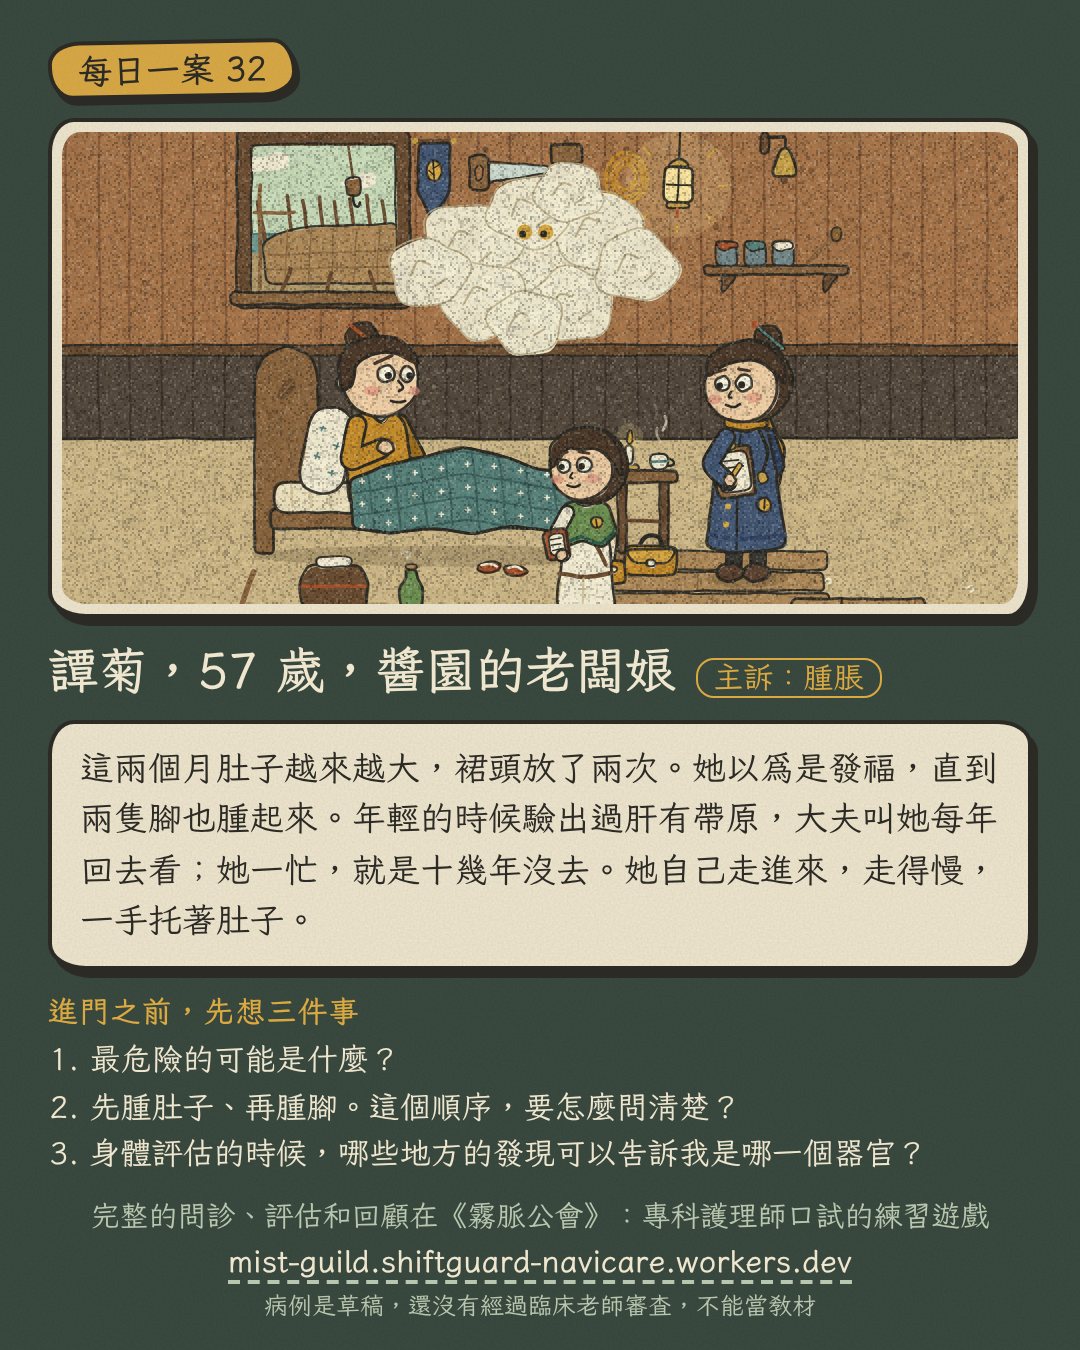 每日一案 32
譚菊，57 歲，醬園的老闆娘
主訴：腫脹
這兩個月肚子越來越大，裙頭放了兩次。她以為是發福，直到
兩隻腳也腫起來。年輕的時候驗出過肝有帶原，大夫叫她每年
回去看；她一忙，就是十幾年沒去。她自己走進來，走得慢，
一手托著肚子。
進門之前，先想三件事
1. 最危險的可能是什麼？
2. 先腫肚子、再腫腳。這個順序，要怎麼問清楚？
3. 身體評估的時候，哪些地方的發現可以告訴我是哪一個器官？
完整的問診、評估和回顧在《霧脈公會》：專科護理師口試的練習遊戲
mist-guild.shiftguard-navicare.workers.dev
病例是草稿，還沒有經過臨床老師審查，不能當教材